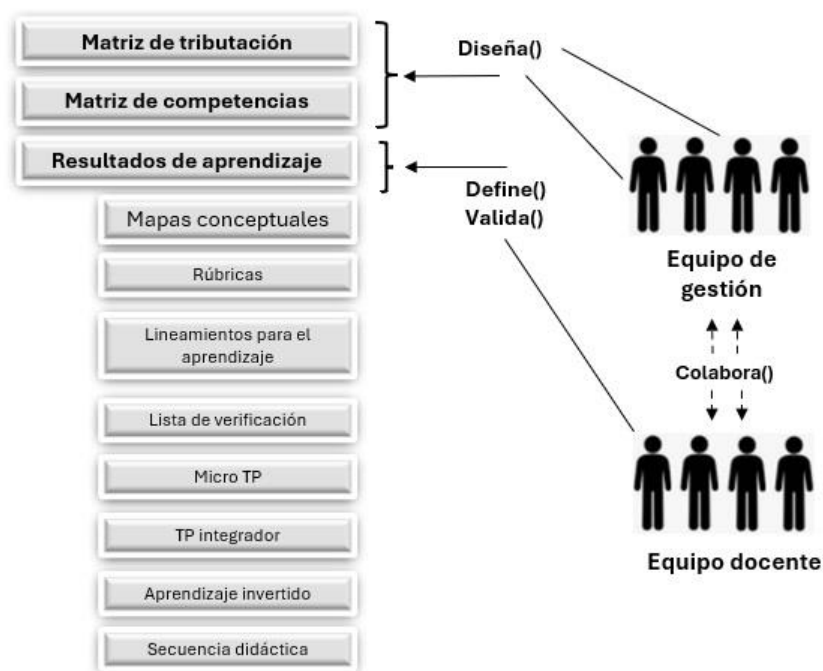 Matriz de tributación
Matriz de competencias
Resultados de aprendizaje
Mapas conceptuales
Rúbricas
Lineamientos para el
aprendizaje
Lista de verificación
Micro TP
TP integrador
Aprendizaje invertido
Secuencia didáctica
Diseña()
Define()
Valida()
Equipo de
gestión
Colabora()
Equipo docente